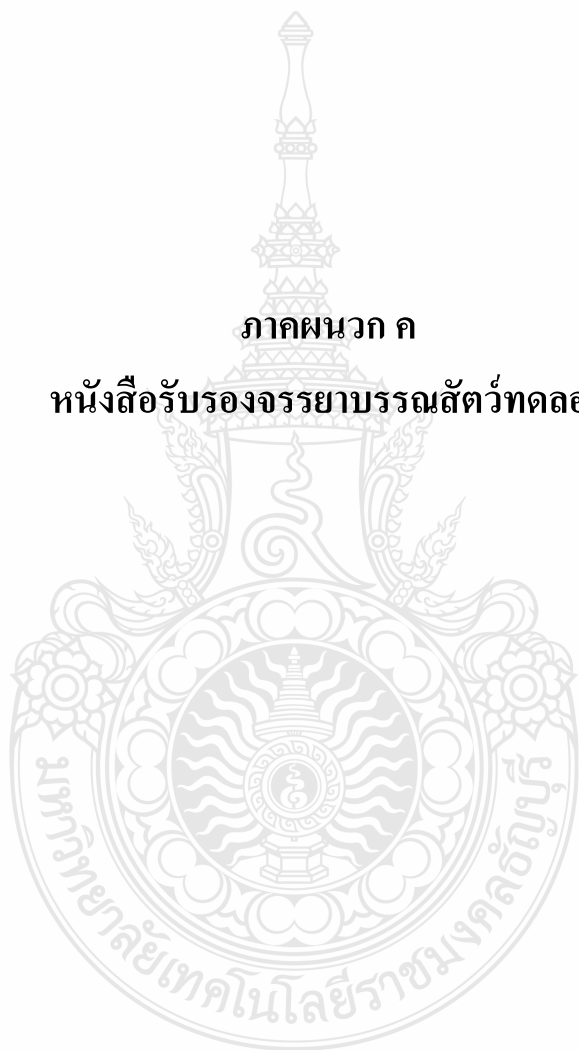 ภาคผนวก ค
หนังสือรับรองจรรยาบรรณสัตว์ทดล
มหาวิทยาลัยเทคโนโลยีราชมงคลธัญบุรี